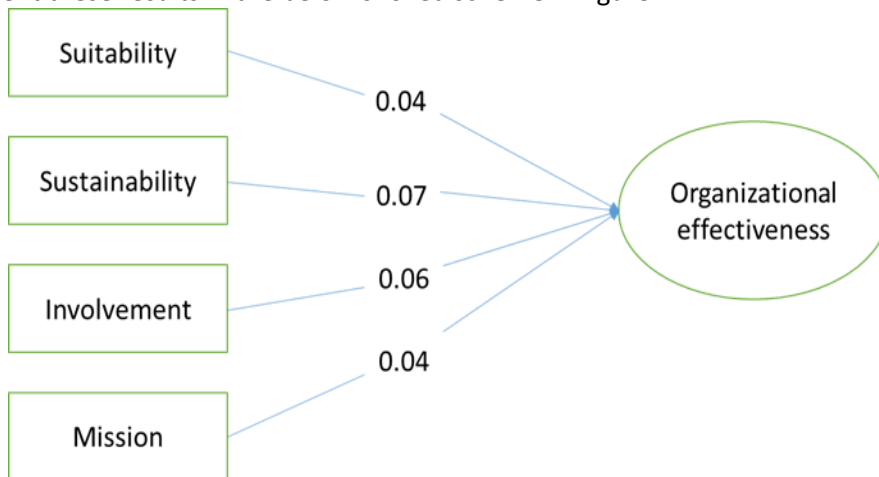 Suitability
0.04
Sustainability
0.07
Organizational
effectiveness
Involvement
0.06
Mission
0.04